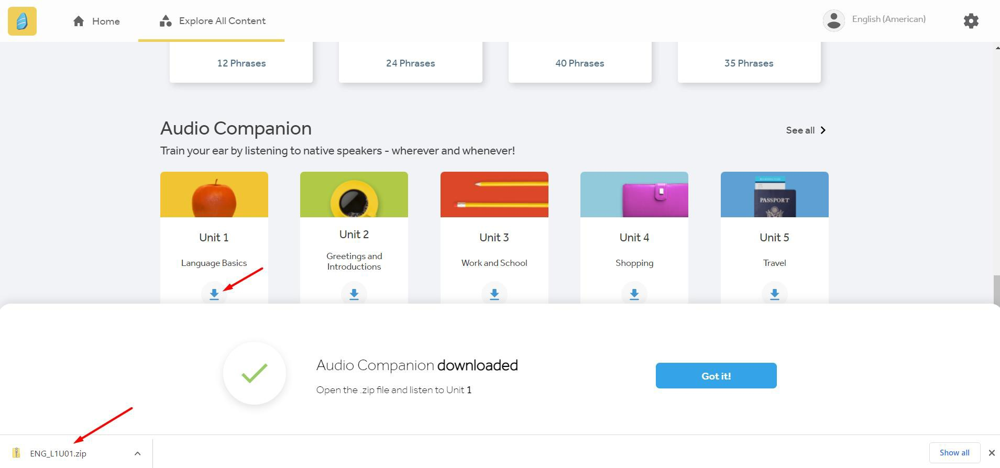 Home
Explore All Content
English (American)
12 Phrases
24 Phrases
40 Phrases
35 Phrases
Audio Companion
See all
Train your ear by listening to native speakers - wherever and whenever!
PASSPORT
Unit 1
Unit 2
Unit 3
Unit 4
Unit 5
Language Basics
Greetings and
Introductions
Work and School
Shopping
Travel
Audio Companion downloaded
Got it!
Open the .zip file and listen to Unit 1
ENG_L1U01.zip
Show all